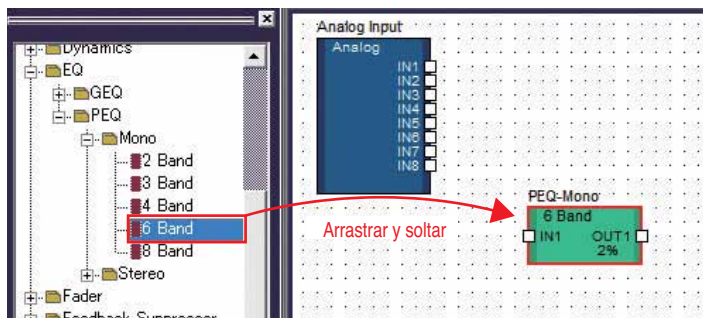 Dynamics
EQ
GEQ
PEQ
Mono
2 Band
3 Band
4 Band
6 Band
8 Band
Stereo
Fader
Feedback Suppressor
Analog Input
Analog
IN1
IN2
IN3
IN4
IN5
IN6
IN7
IN8
Arrastrar y soltar
PEQ-Mono
6 Band
IN1 OUT1
2%